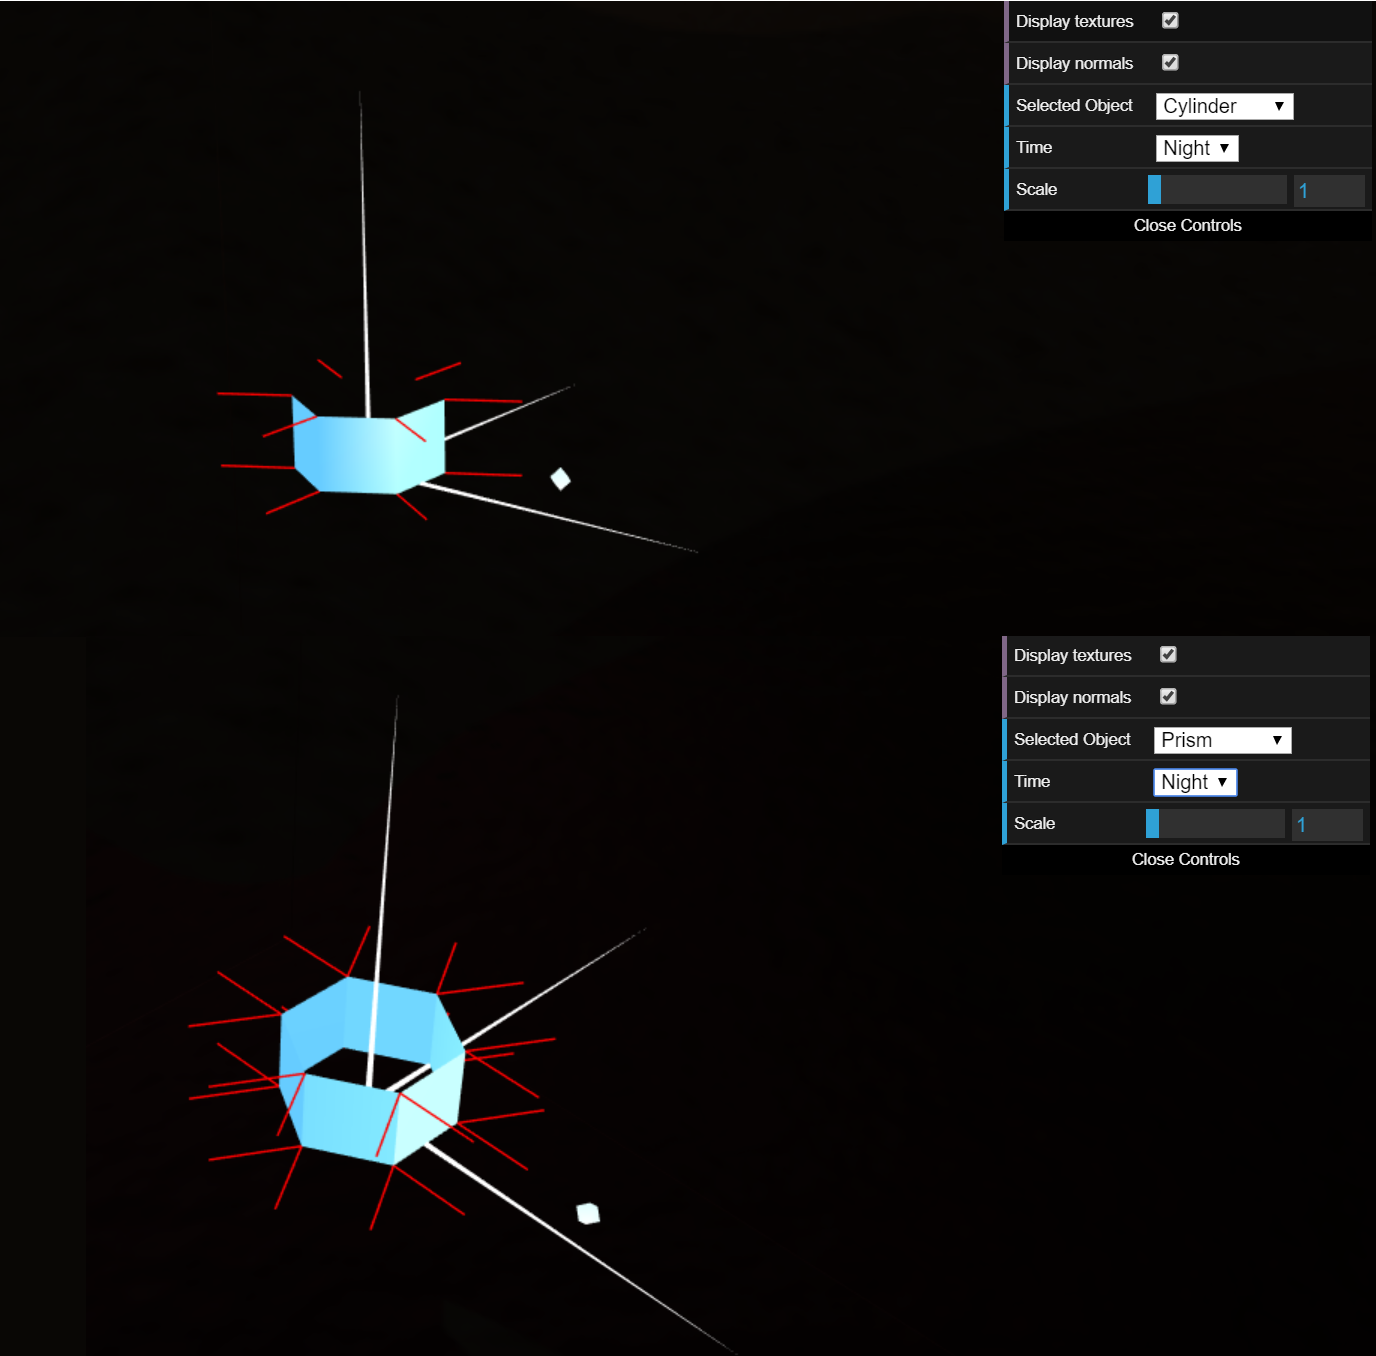 Display textures
Display normals
Selected Object Cylinder
Time Night
Scale 1
Close Controls
Display textures
Display normals
Selected Object Prism
Time Night
Scale 1
Close Controls